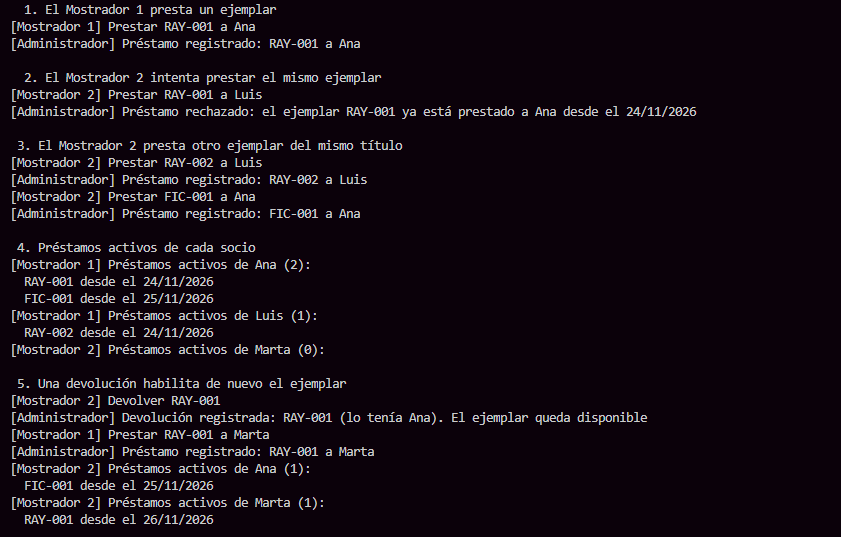 1. El Mostrador 1 presta un ejemplar
[Mostrador 1] Prestar RAY-001 a Ana
[Administrador] Préstamo registrado: RAY-001 a Ana
2. El Mostrador 2 intenta prestar el mismo ejemplar
[Mostrador 2] Prestar RAY-001 a Luis
[Administrador] Préstamo rechazado: el ejemplar RAY-001 ya está prestado a Ana desde el 24/11/2026
3. El Mostrador 2 presta otro ejemplar del mismo título
[Mostrador 2] Prestar RAY-002 a Luis
[Administrador] Préstamo registrado: RAY-002 a Luis
[Mostrador 2] Prestar FIC-001 a Ana
[Administrador] Préstamo registrado: FIC-001 a Ana
4. Préstamos activos de cada socio
[Mostrador 1] Préstamos activos de Ana (2):
RAY-001 desde el 24/11/2026
FIC-001 desde el 25/11/2026
[Mostrador 1] Préstamos activos de Luis (1):
RAY-002 desde el 24/11/2026
[Mostrador 2] Préstamos activos de Marta (0):
5. Una devolución habilita de nuevo el ejemplar
[Mostrador 2] Devolver RAY-001
[Administrador] Devolución registrada: RAY-001 (lo tenía Ana). El ejemplar queda disponible
[Mostrador 1] Prestar RAY-001 a Marta
[Administrador] Préstamo registrado: RAY-001 a Marta
[Mostrador 2] Préstamos activos de Ana (1):
FIC-001 desde el 25/11/2026
[Mostrador 2] Préstamos activos de Marta (1):
RAY-001 desde el 26/11/2026